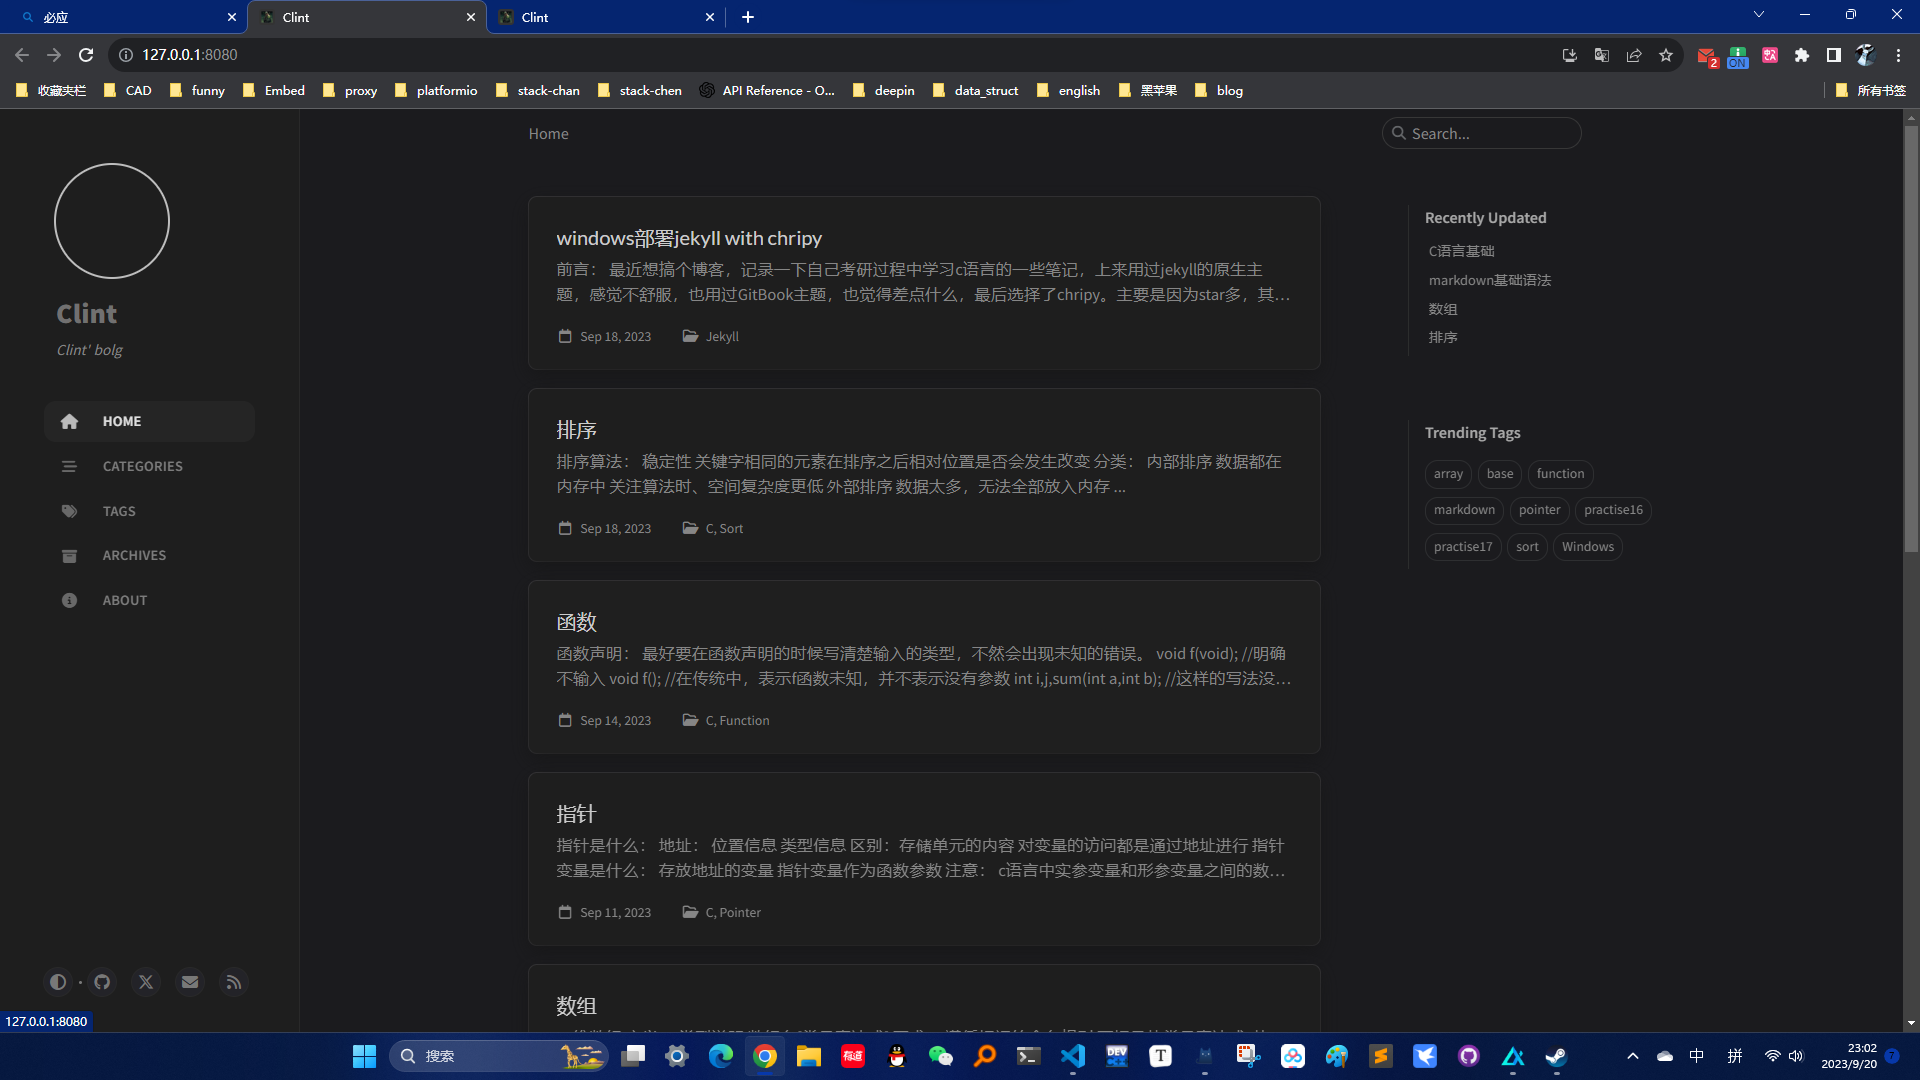 必应
Clint
Clint
127.0.0.1:8080
2
ON
收藏夹栏
CAD
funny
Embed
proxy
platformio
stack-chan
stack-chen
API Reference - O...
deepin
data_struct
english
黑苹果
blog
所有书签
Home
Search...
Clint
Clint' bolg
HOME
CATEGORIES
TAGS
ARCHIVES
ABOUT
windows部署jekyll with chripy
前言： 最近想搞个博客，记录一下自己考研过程中学习c语言的一些笔记，上来用过jekyll的原生主
题，感觉不舒服，也用过GitBook主题，也觉得差点什么，最后选择了chripy。主要是因为star多，其...
Sep 18, 2023 Jekyll
排序
排序算法： 稳定性 关键字相同的元素在排序之后相对位置是否会发生改变 分类： 内部排序 数据都在
内存中 关注算法时、空间复杂度更低 外部排序 数据太多，无法全部放入内存 ...
Sep 18, 2023 C, Sort
函数
函数声明： 最好要在函数声明的时候写清楚输入的类型，不然会出现未知的错误。 void f(void); //明确
不输入 void f(); //在传统中，表示f函数未知，并不表示没有参数 int i,j,sum(int a,int b); //这样的写法没...
Sep 14, 2023 C, Function
指针
指针是什么： 地址： 位置信息 类型信息 区别：存储单元的内容 对变量的访问都是通过地址进行 指针
变量是什么： 存放地址的变量 指针变量作为函数参数 注意： c语言中实参变量和形参变量之间的数...
Sep 11, 2023 C, Pointer
数组
Recently Updated
C语言基础
markdown基础语法
数组
排序
Trending Tags
array base function
markdown pointer practise16
practise17 sort Windows
127.0.0.1:8080
搜索
有道
DEV
T
中
拼
23:02
2023/9/20
7